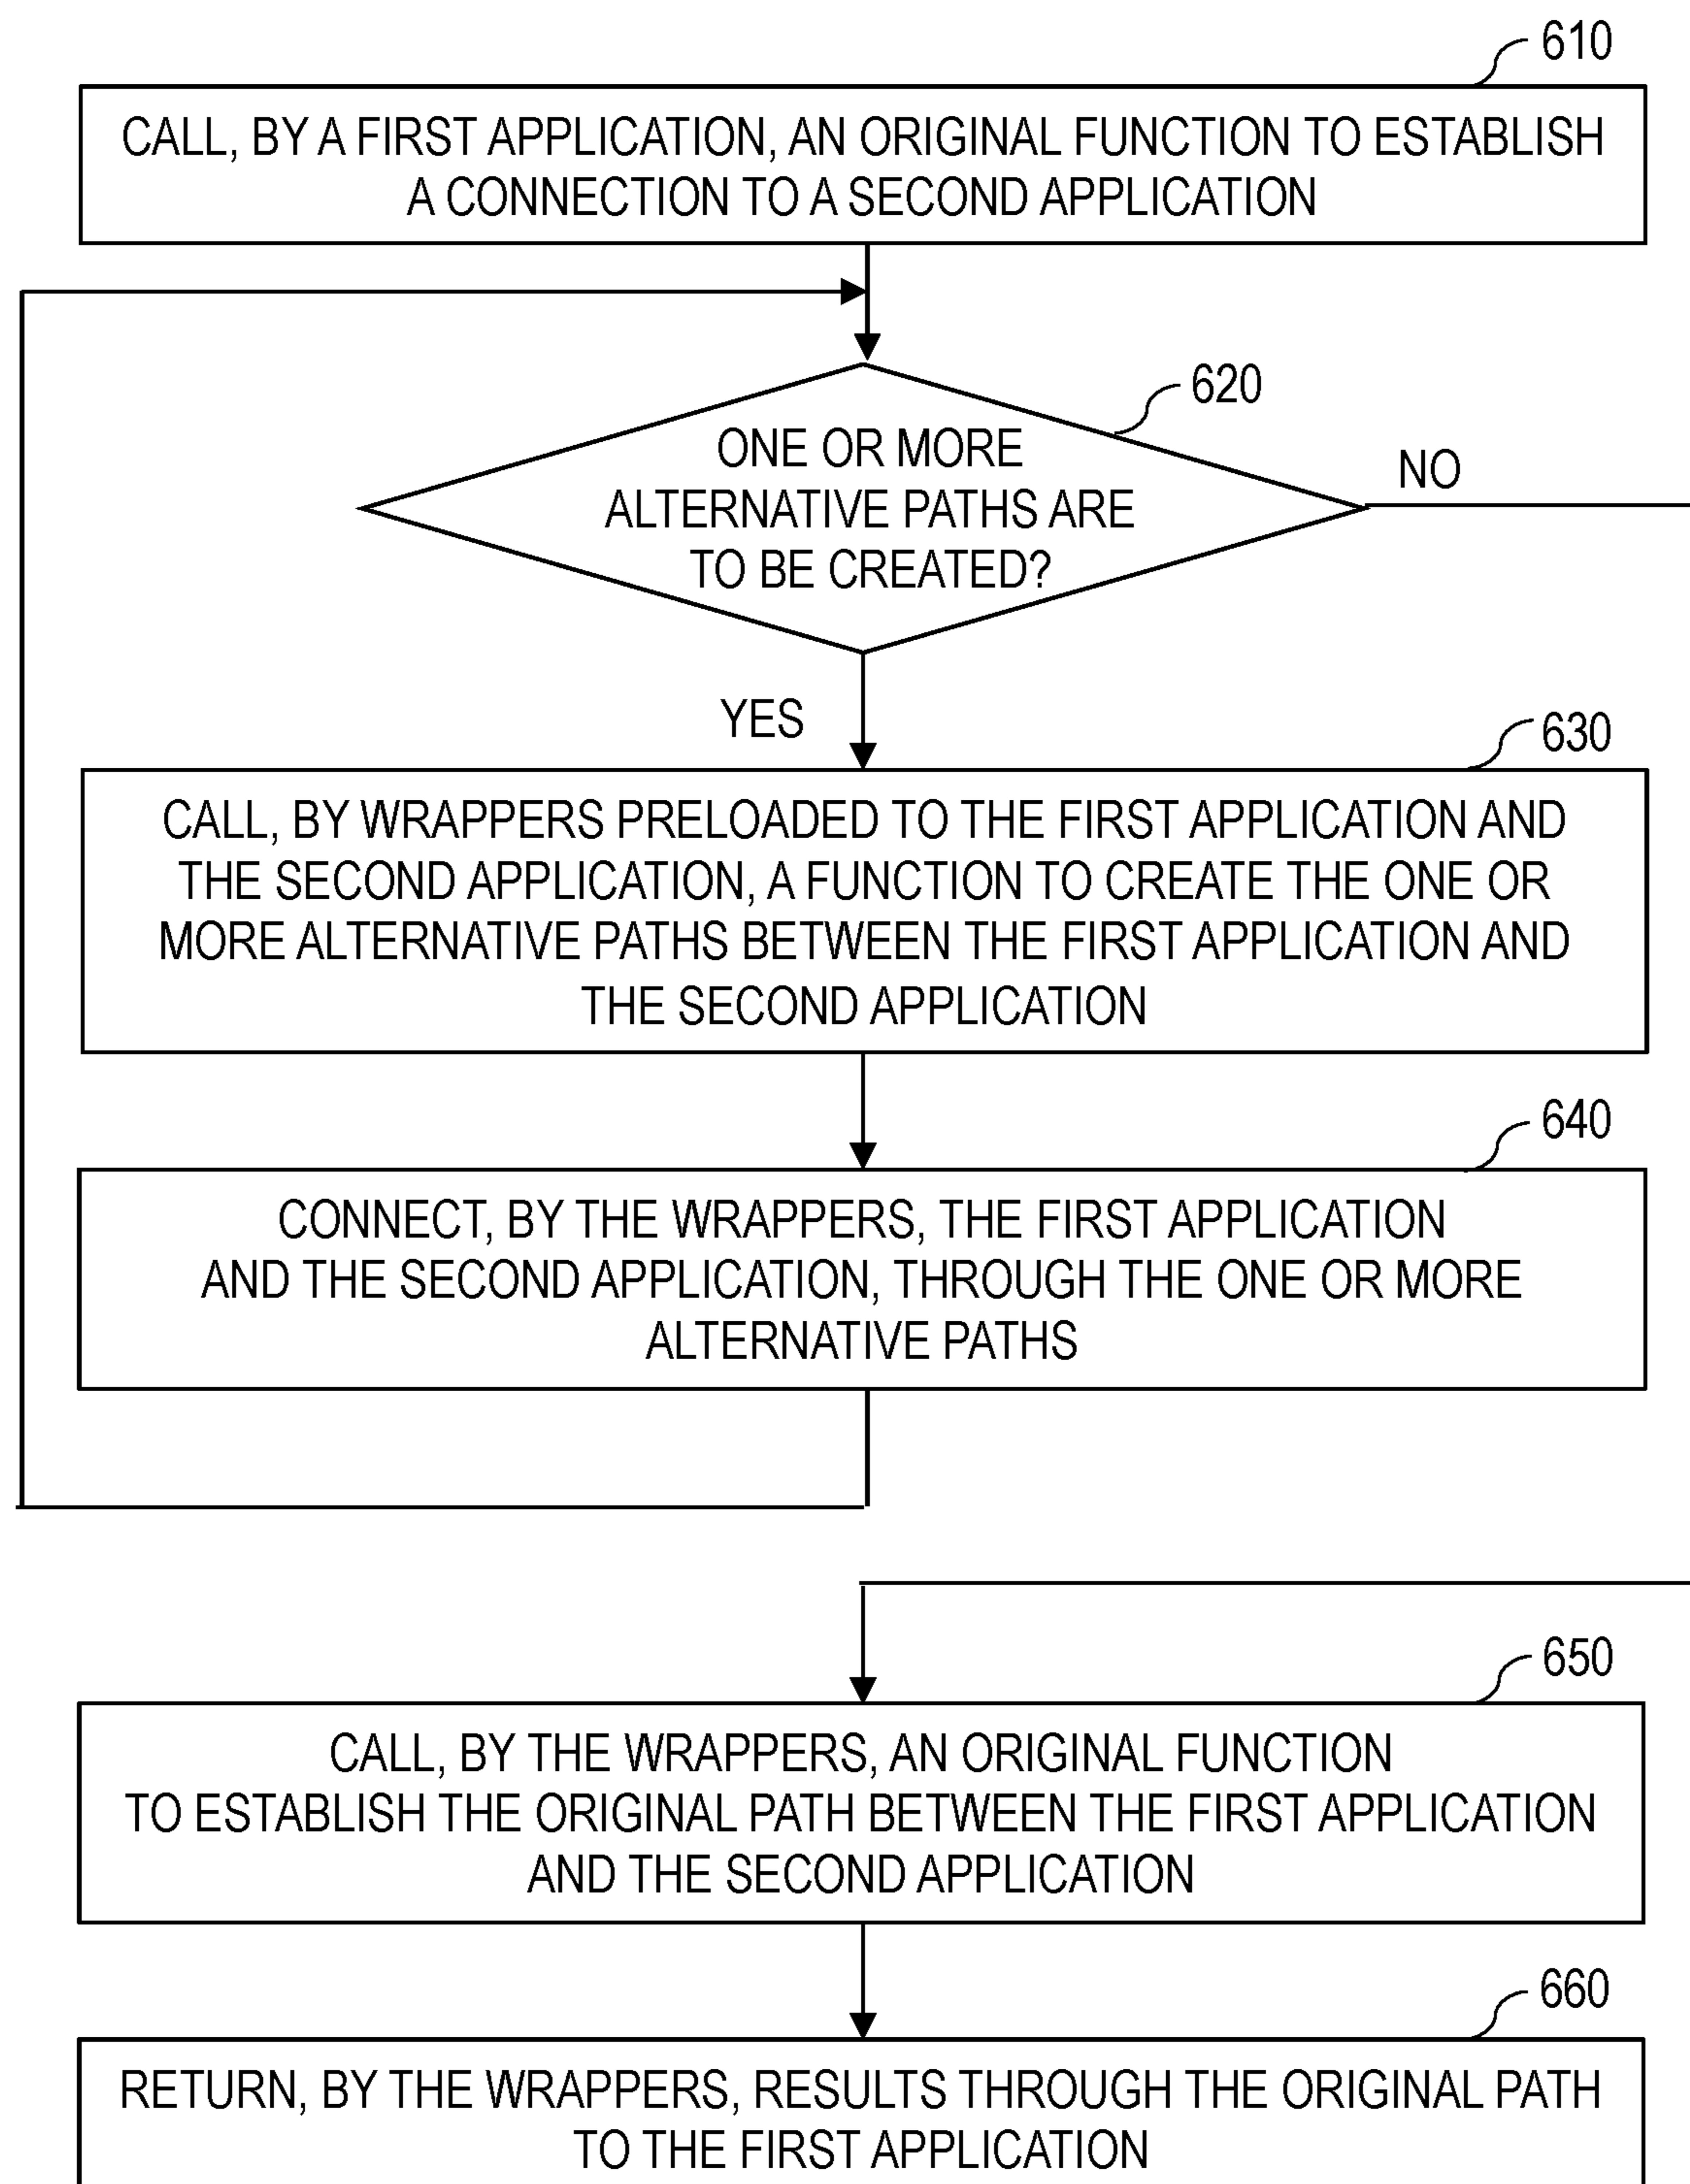 610
CALL, BY A FIRST APPLICATION, AN ORIGINAL FUNCTION TO ESTABLISH
A CONNECTION TO A SECOND APPLICATION
620
ONE OR MORE
ALTERNATIVE PATHS ARE
TO BE CREATED?
NO
YES
630
CALL, BY WRAPPERS PRELOADED TO THE FIRST APPLICATION AND
THE SECOND APPLICATION, A FUNCTION TO CREATE THE ONE OR
MORE ALTERNATIVE PATHS BETWEEN THE FIRST APPLICATION AND
THE SECOND APPLICATION
640
CONNECT, BY THE WRAPPERS, THE FIRST APPLICATION
AND THE SECOND APPLICATION, THROUGH THE ONE OR MORE
ALTERNATIVE PATHS
650
CALL, BY THE WRAPPERS, AN ORIGINAL FUNCTION
TO ESTABLISH THE ORIGINAL PATH BETWEEN THE FIRST APPLICATION
AND THE SECOND APPLICATION
660
RETURN, BY THE WRAPPERS, RESULTS THROUGH THE ORIGINAL PATH
TO THE FIRST APPLICATION